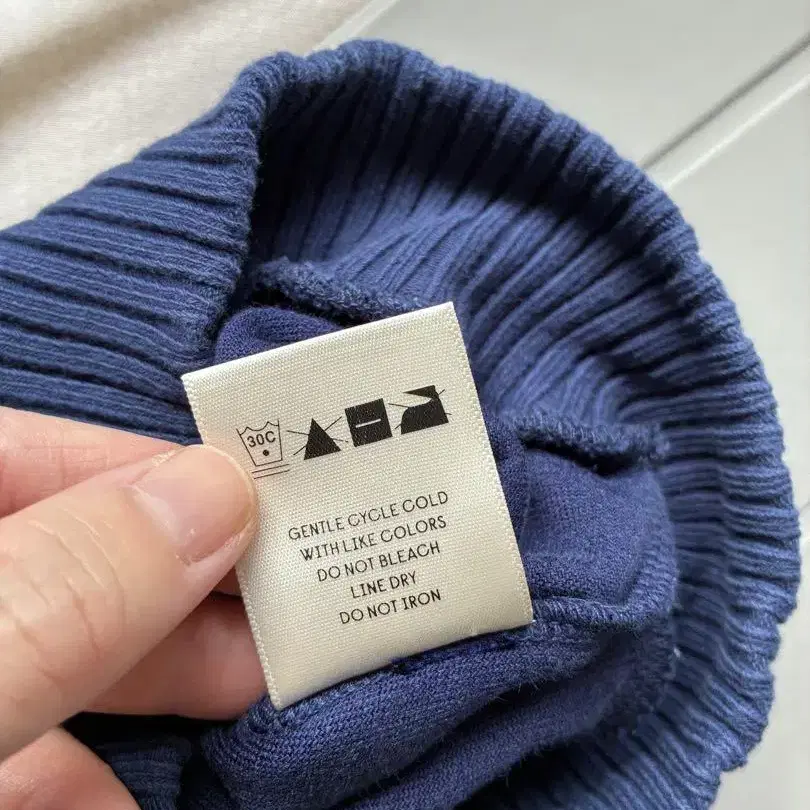 30C
GENTLE CYCLE COLD
WITH LIKE COLORS
DO NOT BLEACH
LINE DRY
DO NOT IRON